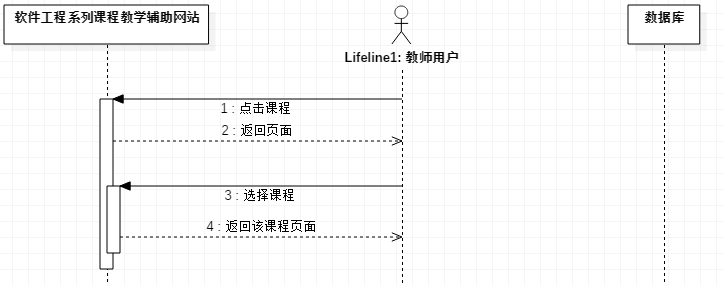 软件工程系列课程教学辅助网站
Lifeline1: 教师用户
数据库
1 : 点击课程
2 : 返回页面
3 : 选择课程
4 : 返回该课程页面